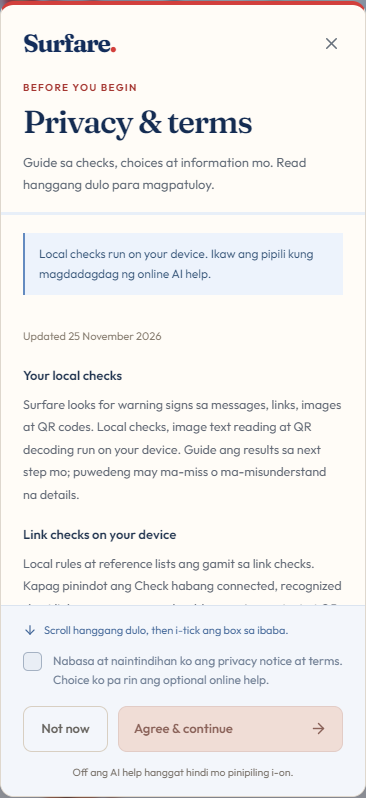 Surfare.
BEFORE YOU BEGIN
Privacy & terms
Guide sa checks, choices at information mo. Read
hanggang dulo para magpatuloy.
Local checks run on your device. Ikaw ang pipili kung
magdadagdag ng online AI help.
Updated 25 November 2026
Your local checks
Surfare looks for warning signs sa messages, links, images
at QR codes. Local checks, image text reading at QR
decoding run on your device. Guide ang results sa next
step mo; puwedeng may ma-miss o ma-misunderstand
na details.
Link checks on your device
Local rules at reference lists ang gamit sa link checks.
Kapag pinindot ang Check habang connected, recognized
Scroll hanggang dulo, then i-tick ang box sa ibaba.
Nabasa at naintindihan ko ang privacy notice at terms.
Choice ko pa rin ang optional online help.
Not now
Agree & continue
Off ang AI help hanggat hindi mo pinipiling i-on.